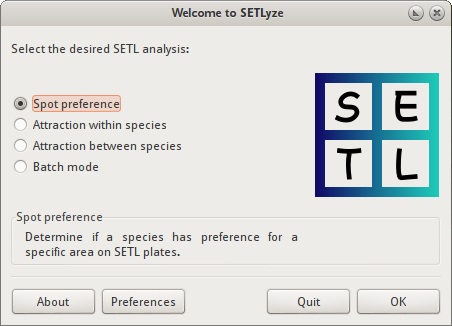 Welcome to SETLyze
Select the desired SETL analysis:
Spot preference
Attraction within species
Attraction between species
Batch mode
S E
T L
Spot preference
Determine if a species has preference for a
specific area on SETL plates.
About Preferences Quit OK